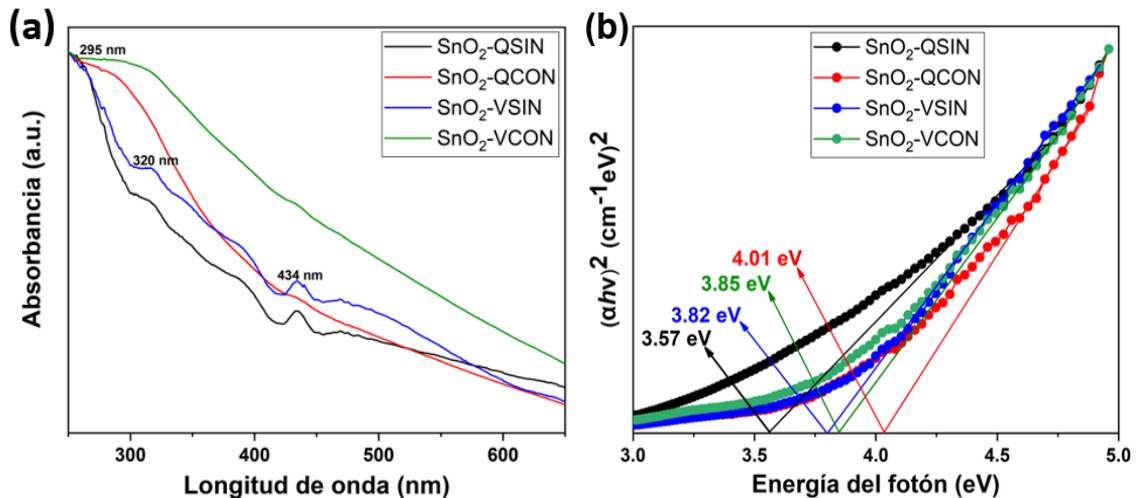 (a)
295 nm
320 nm
434 nm
SnO₂-QSIN
SnO₂-QCON
SnO₂-VSIN
SnO₂-VCON
Absorbancia (a.u.)
300
400
500
600
Longitud de onda (nm)
(b)
SnO₂-QSIN
SnO₂-QCON
SnO₂-VSIN
SnO₂-VCON
(αhν)² (cm⁻¹eV)²
4.01 eV
3.85 eV
3.82 eV
3.57 eV
3.0
3.5
4.0
4.5
5.0
Energía del fotón (eV)